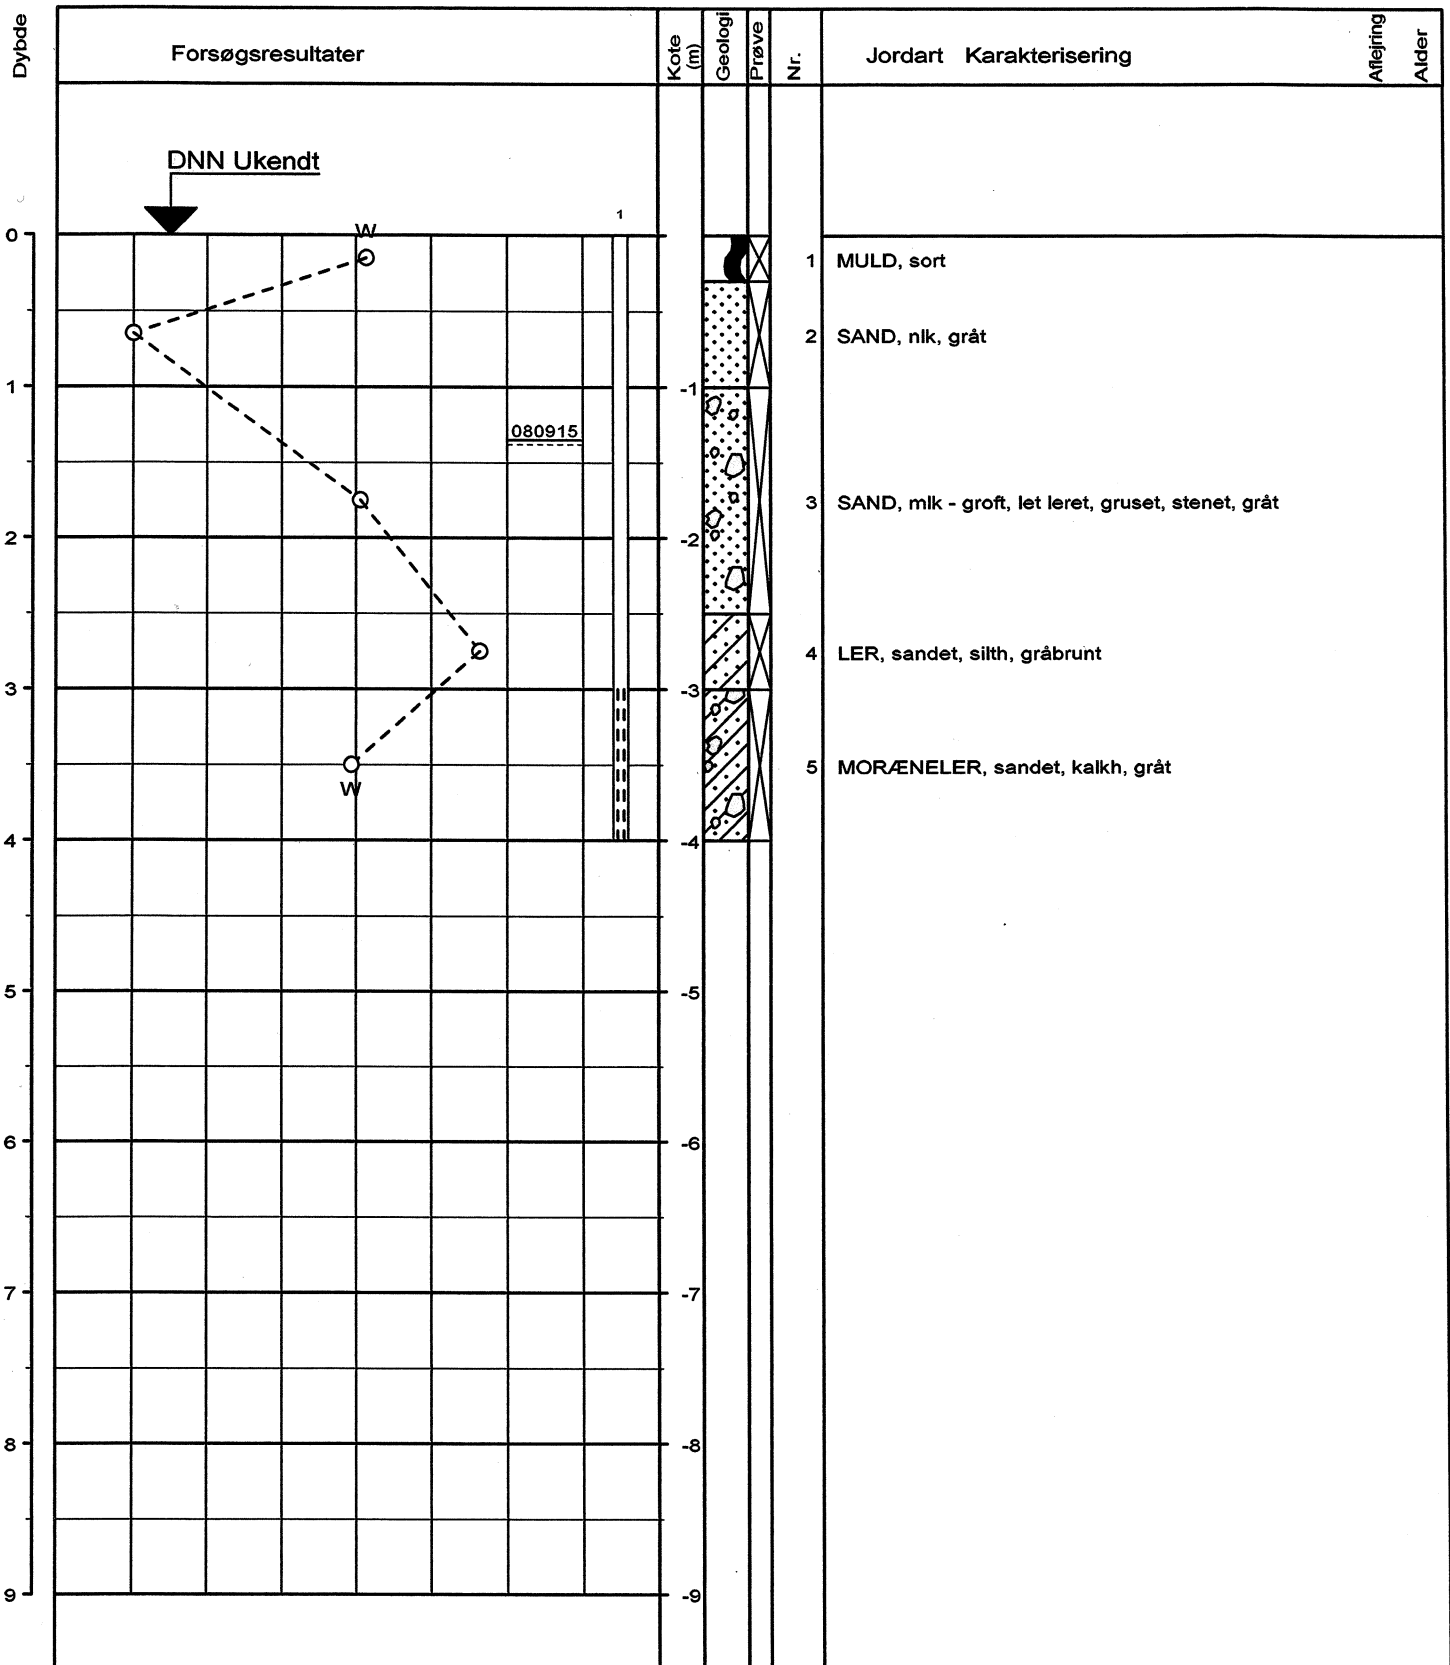 Dybde
Forsøgsresultater
Kote (m)
Geologi
Prøve
Nr.
Jordart Karakterisering
Aflejring
Alder
DNN Ukendt
1
W
0
1 MULD, sort
2 SAND, nlk, gråt
1 -1
080915
3 SAND, mlk - groft, let leret, gruset, stenet, gråt
2 -2
4 LER, sandet, silth, gråbrunt
3 -3
5 MORÆNELER, sandet, kalkh, gråt
W
4 -4
5 -5
6 -6
7 -7
8 -8
9 -9